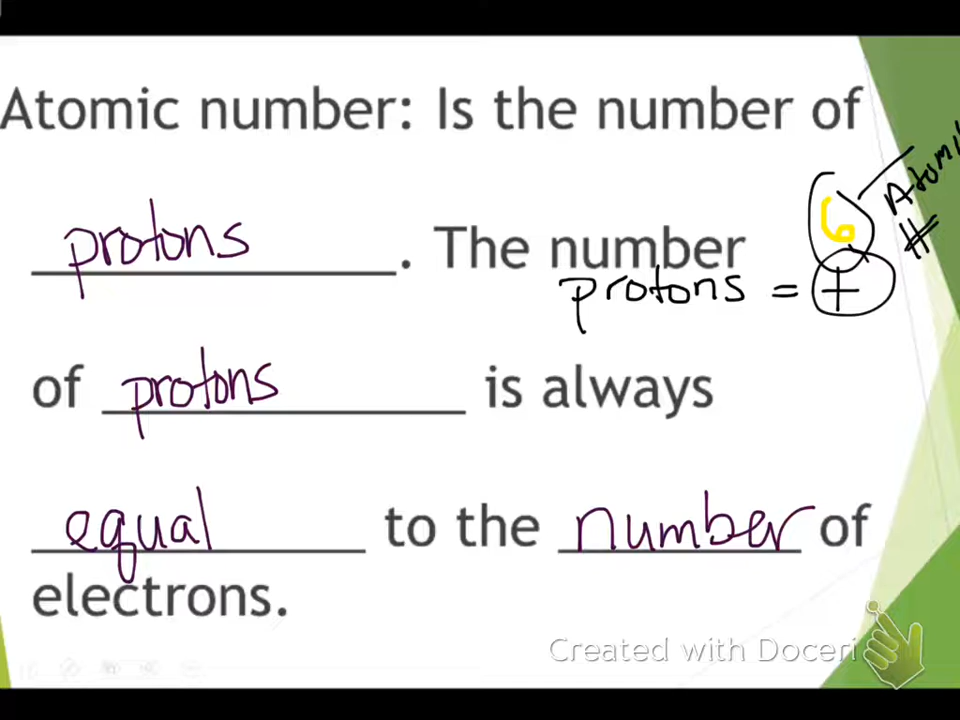 Atomic number: Is the number of
protons. The number
6 Atomic
#
protons = +
of protons is always
equal to the number of
electrons.
Created with Doceri